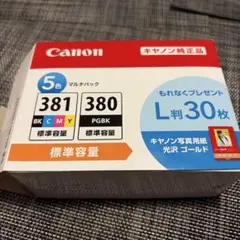 Canon
キヤノン純正品
5色
マルチパック
381
380
BK C M Y
PGBK
標準容量
標準容量
標準容量
もれなくプレゼント
L判30枚
キヤノン写真用紙
光沢 ゴールド